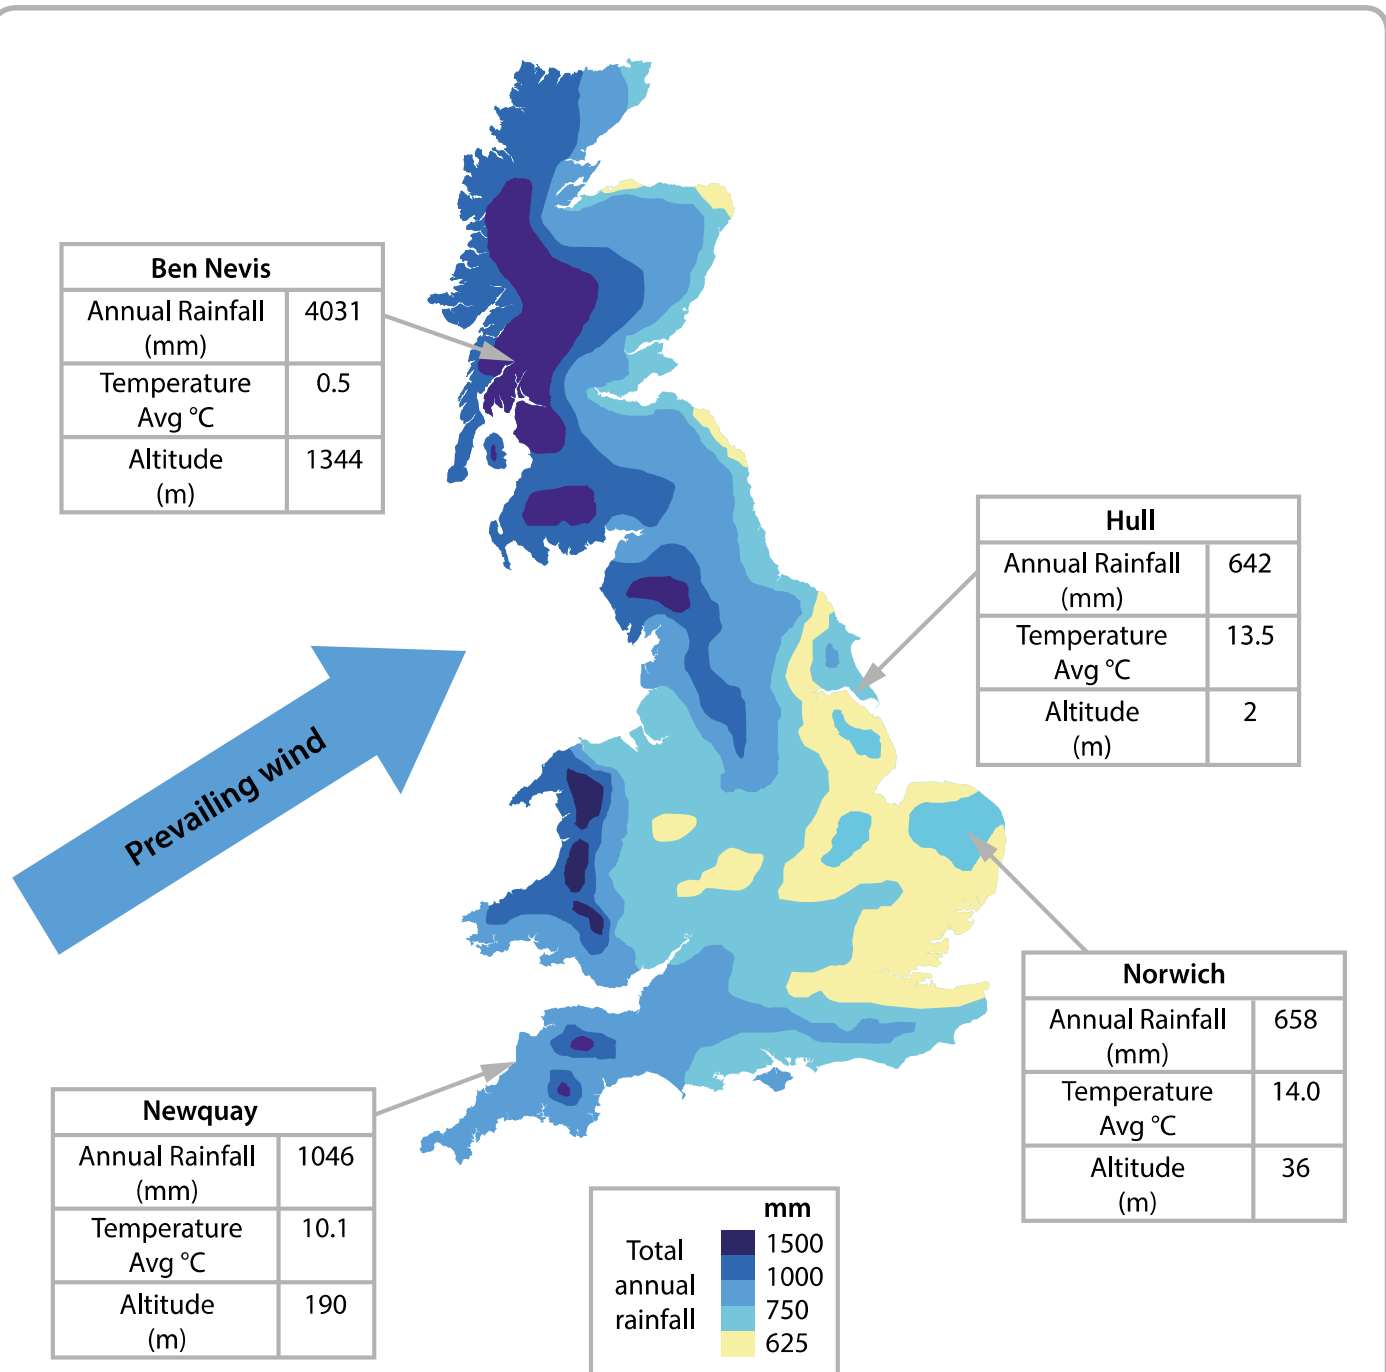 Ben Nevis
Annual Rainfall 4031
(mm)
Temperature 0.5
Avg °C
Altitude 1344
(m)
Hull
Annual Rainfall 642
(mm)
Temperature 13.5
Avg °C
Altitude 2
(m)
Prevailing wind
Norwich
Annual Rainfall 658
(mm)
Temperature 14.0
Avg °C
Altitude 36
(m)
Newquay
Annual Rainfall 1046
(mm)
Temperature 10.1
Avg °C
Altitude 190
(m)
mm
Total
annual
rainfall
1500
1000
750
625